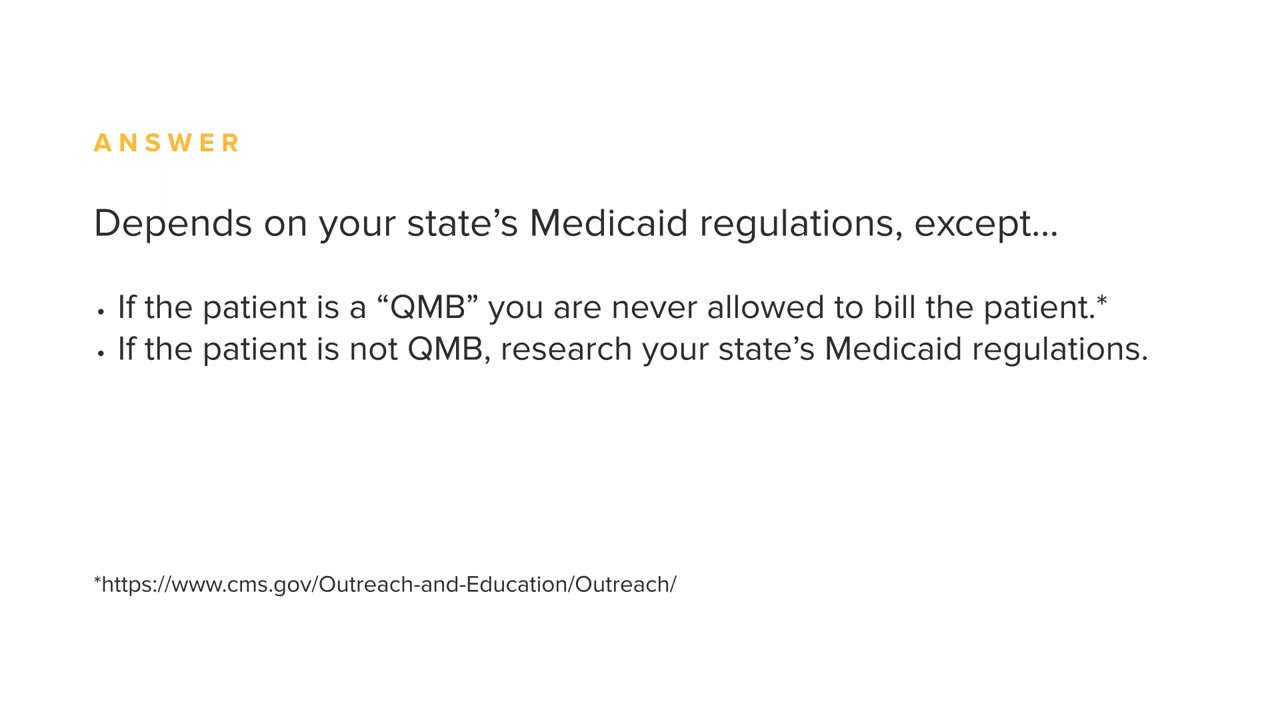 ANSWER
Depends on your state’s Medicaid regulations, except...
• If the patient is a “QMB” you are never allowed to bill the patient.*
• If the patient is not QMB, research your state’s Medicaid regulations.
*https://www.cms.gov/Outreach-and-Education/Outreach/